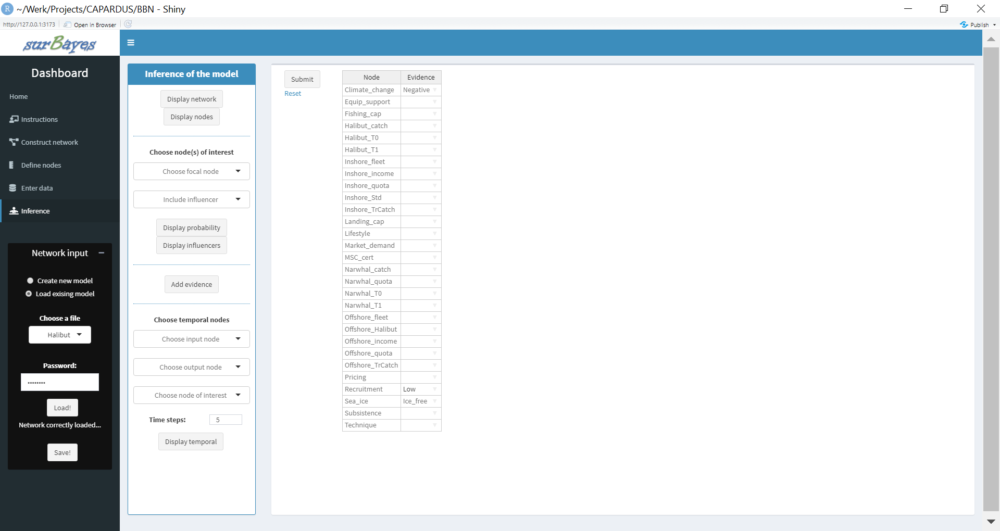 R ~/Werk/Projects/CAPARDUS/BBN - Shiny
http://127.0.0.1:3173 Open in Browser Publish
surBayes
Dashboard
Home
Instructions
Construct network
Define nodes
Enter data
Inference
Network input
Create new model
Load exising model
Choose a file
Halibut
Password:
••••••••
Load!
Network correctly loaded...
Save!
Inference of the model
Display network
Display nodes
Choose node(s) of interest
Choose focal node
Include influencer
Display probability
Display influencers
Add evidence
Choose temporal nodes
Choose input node
Choose output node
Choose node of interest
Time steps: 5
Display temporal
Submit
Reset
Node Evidence
Climate_change Negative
Equip_support
Fishing_cap
Halibut_catch
Halibut_T0
Halibut_T1
Inshore_fleet
Inshore_income
Inshore_quota
Inshore_Std
Inshore_TrCatch
Landing_cap
Lifestyle
Market_demand
MSC_cert
Narwhal_catch
Narwhal_quota
Narwhal_T0
Narwhal_T1
Offshore_fleet
Offshore_Halibut
Offshore_income
Offshore_quota
Offshore_TrCatch
Pricing
Recruitment Low
Sea_ice Ice_free
Subsistence
Technique